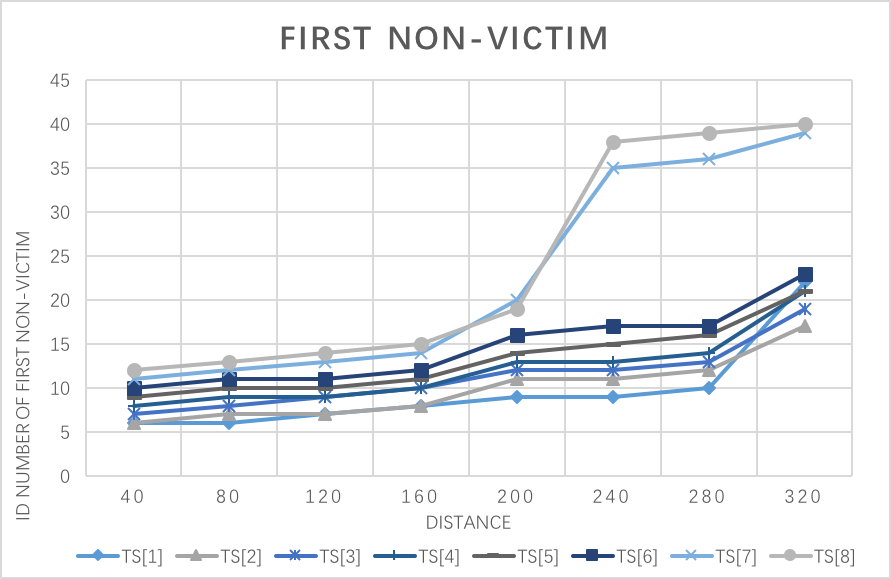 FIRST NON-VICTIM
45
40
35
30
25
20
15
10
5
0
ID NUMBER OF FIRST NON-VICTIM
40 80 120 160 200 240 280 320
DISTANCE
TS[1] TS[2] TS[3] TS[4] TS[5] TS[6] TS[7] TS[8]